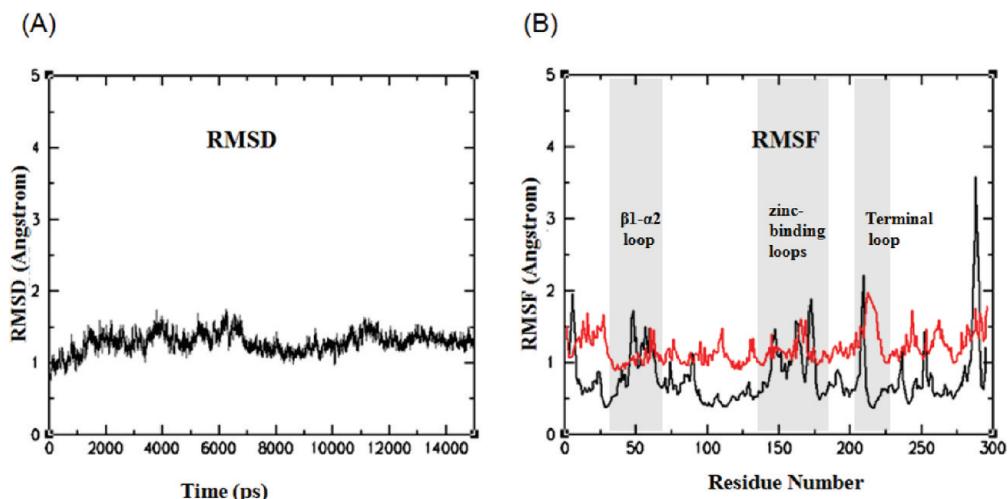 (A)
(B)
5
4
3
2
1
0
RMSD
RMSD (Angstrom)
0 2000 4000 6000 8000 10000 12000 14000
Time (ps)
5
4
3
2
1
0
RMSF
β1-α2
loop
zinc-
binding
loops
Terminal
loop
RMSF (Angstrom)
0 50 100 150 200 250 300
Residue Number